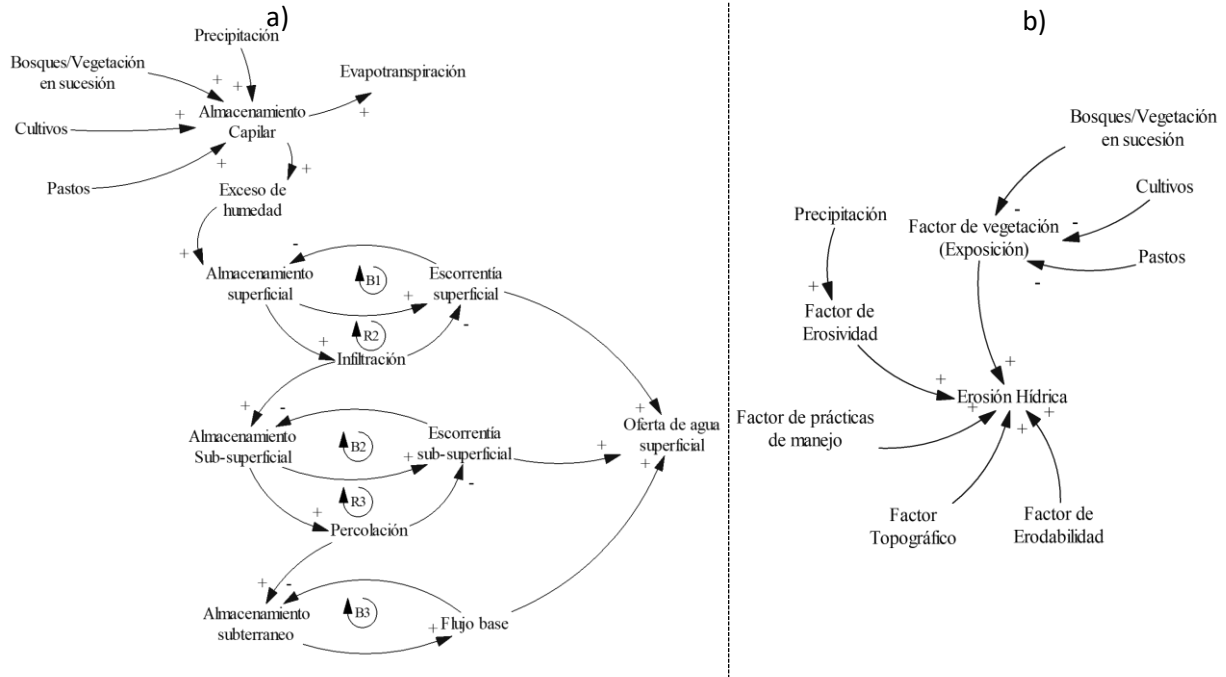 a)
Precipitación
Bosques/Vegetación
en sucesión
Evapotranspiración
+
+
+
+
Almacenamiento
Capilar
Cultivos
+
+
Pastos
Exceso de
humedad
+
+
-
Almacenamiento
superficial
B1
Escorrentía
superficial
+
R2
-
+
Infiltración
+
-
Almacenamiento
Sub-superficial
B2
Escorrentía
sub-superficial
+
+
Oferta de agua
superficial
+
+
R3
-
+
Percolación
+
-
Almacenamiento
subterraneo
B3
+
Flujo base
b)
Bosques/Vegetación
en sucesión
Cultivos
Precipitación
-
-
Factor de vegetación
(Exposición)
Pastos
-
+
Factor de
Erosividad
+
+
Erosión Hídrica
+
+
+
Factor de prácticas
de manejo
Factor
Topográfico
Factor de
Erodabilidad